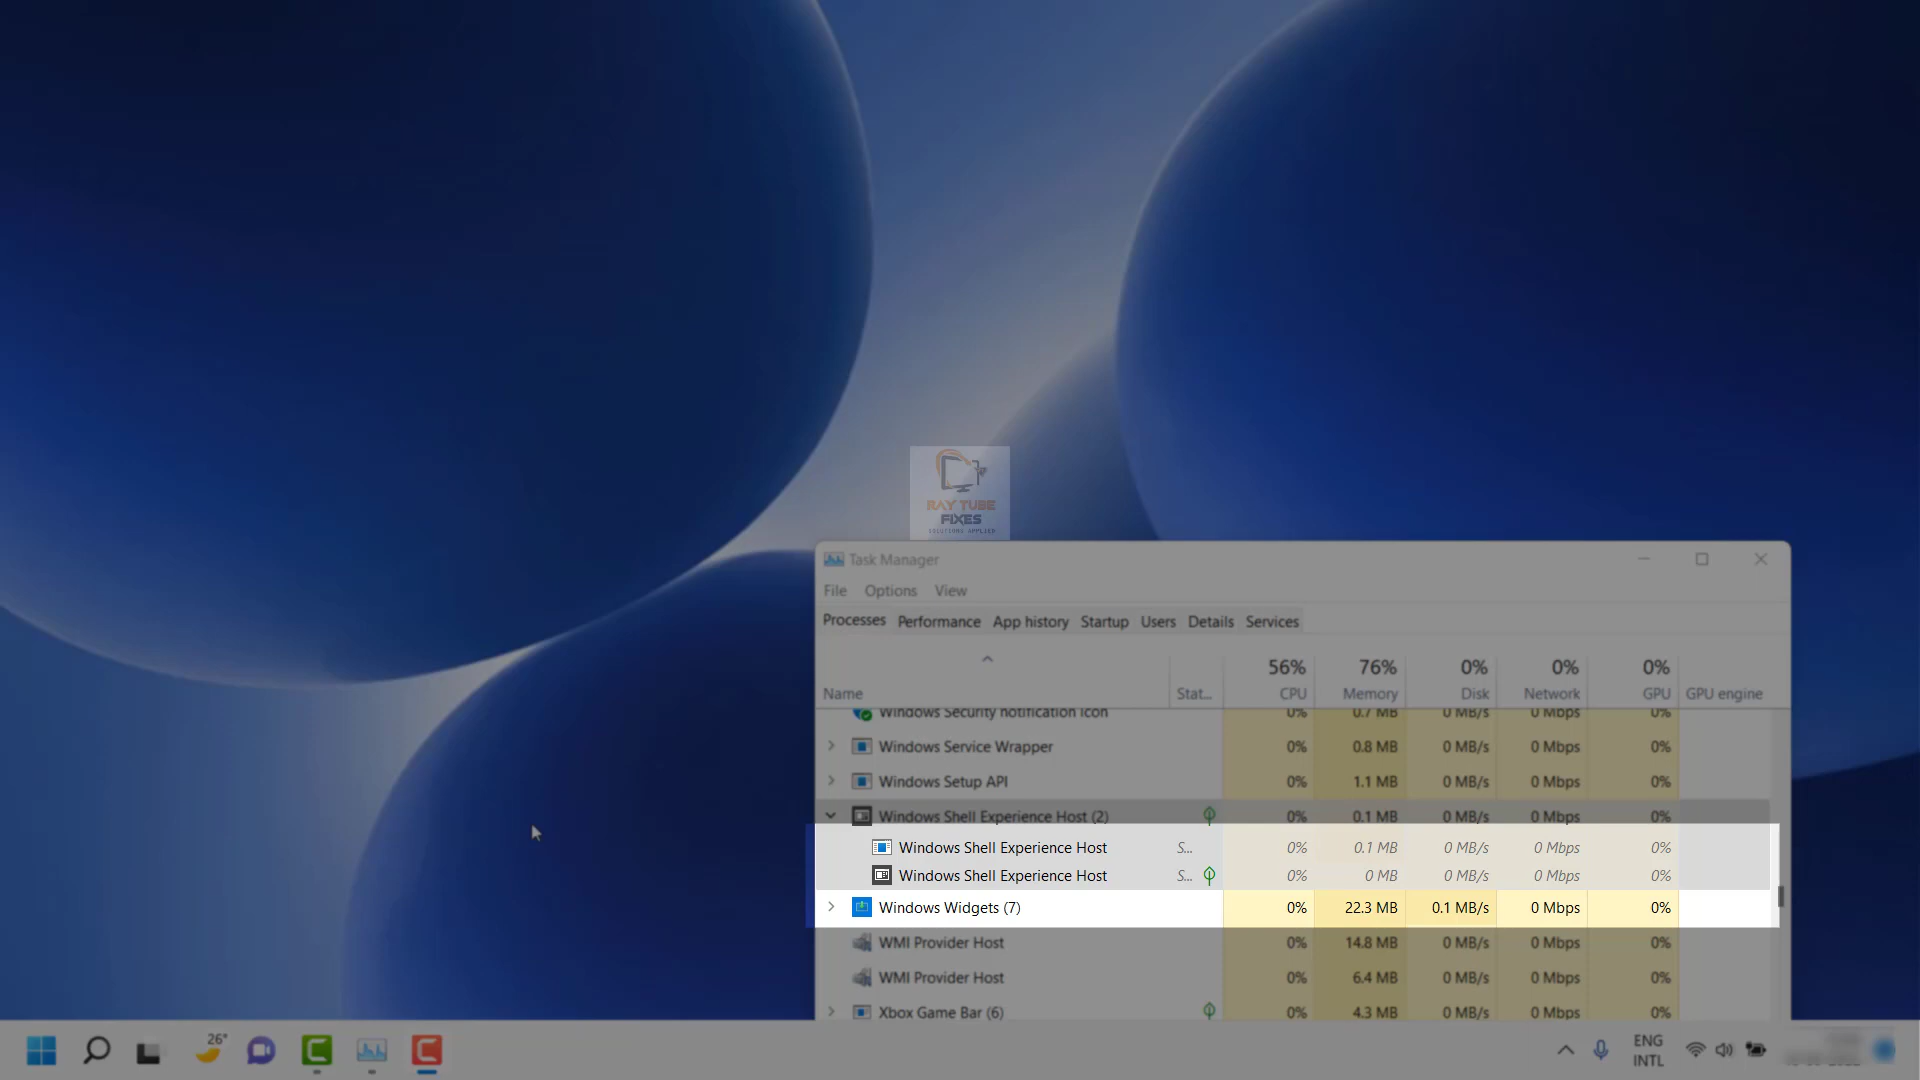 RAY TUBE
FIXES
SOLUTIONS APPLIED
Task Manager
File Options View
Processes Performance App history Startup Users Details Services
56% 76% 0% 0% 0%
Name Stat... CPU Memory Disk Network GPU GPU engine
Windows Security notification icon 0% 0.7 MB 0 MB/s 0 Mbps 0%
Windows Service Wrapper 0% 0.8 MB 0 MB/s 0 Mbps 0%
Windows Setup API 0% 1.1 MB 0 MB/s 0 Mbps 0%
Windows Shell Experience Host (2) 0% 0.1 MB 0 MB/s 0 Mbps 0%
Windows Shell Experience Host S... 0% 0.1 MB 0 MB/s 0 Mbps 0%
Windows Shell Experience Host S... 0% 0 MB 0 MB/s 0 Mbps 0%
Windows Widgets (7) 0% 22.3 MB 0.1 MB/s 0 Mbps 0%
WMI Provider Host 0% 14.8 MB 0 MB/s 0 Mbps 0%
WMI Provider Host 0% 6.4 MB 0 MB/s 0 Mbps 0%
Xbox Game Bar (6) 0% 4.3 MB 0 MB/s 0 Mbps 0%
26°
ENG
INTL